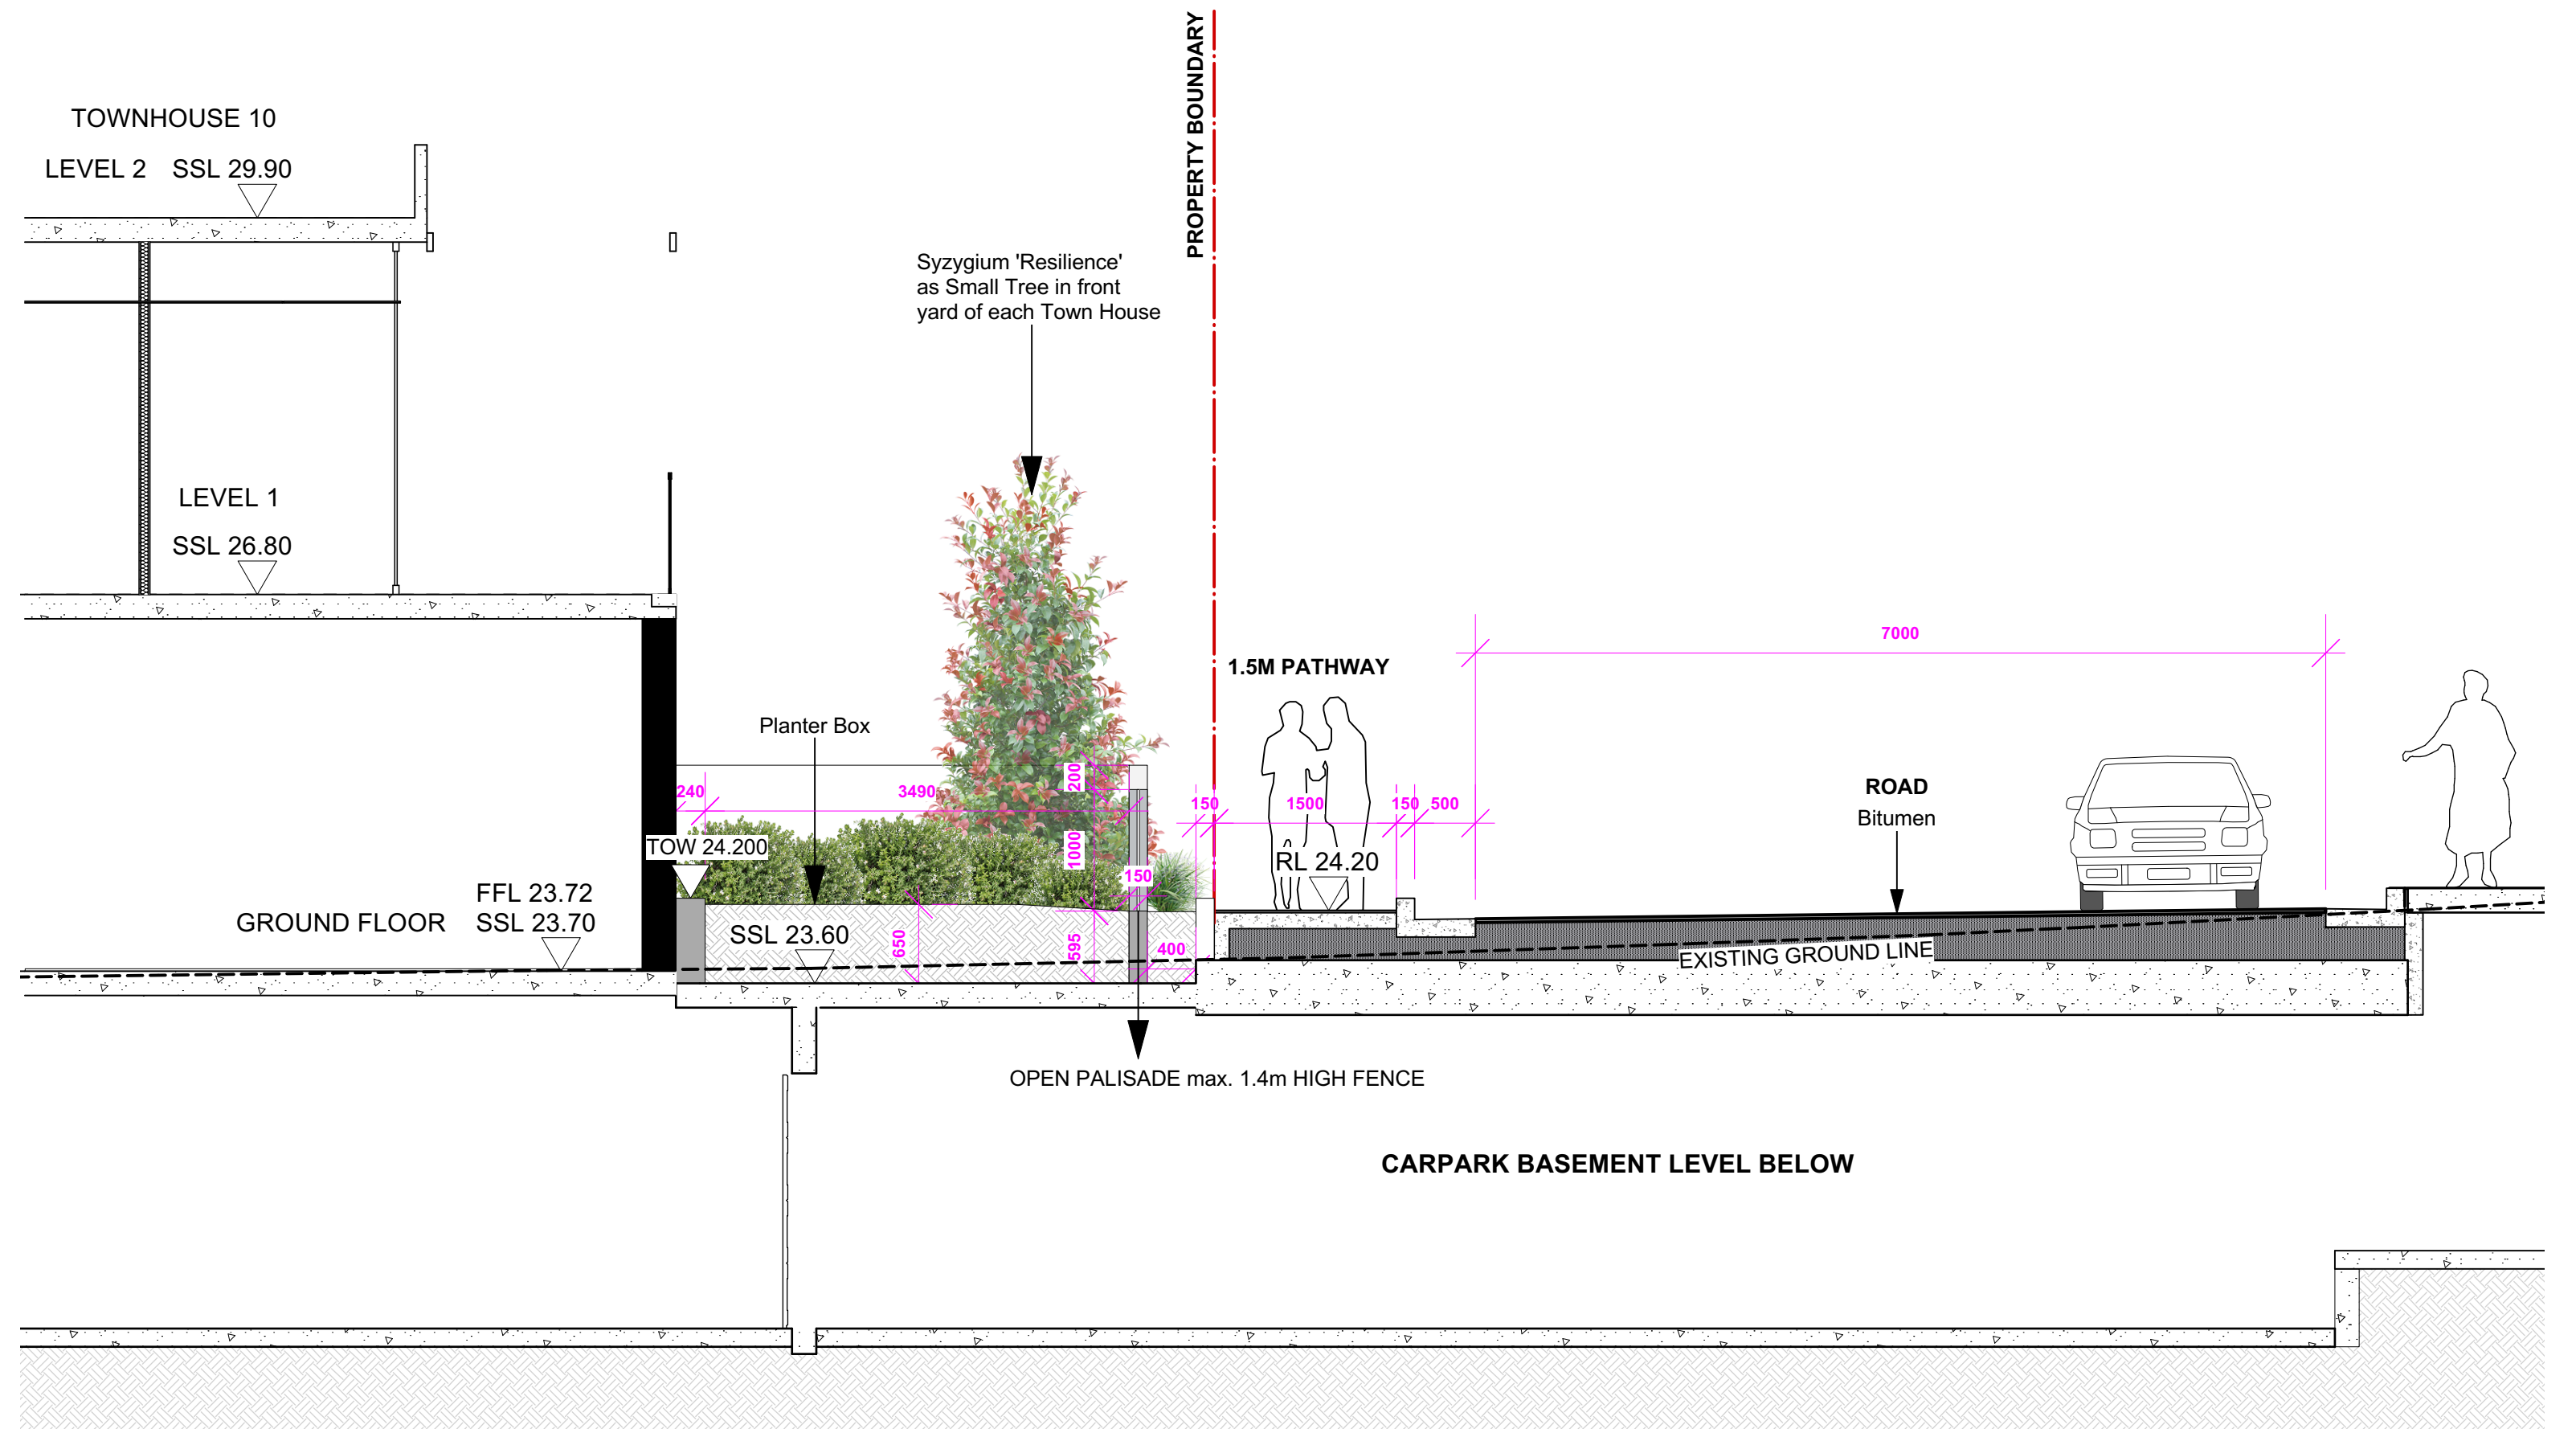 PROPERTY BOUNDARY
TOWNHOUSE 10
LEVEL 2 SSL 29.90
Syzygium 'Resilience'
as Small Tree in front
yard of each Town House
LEVEL 1
SSL 26.80
7000
1.5M PATHWAY
Planter Box
200
ROAD
Bitumen
240
3490
150
1500
150
500
TOW 24.200
1000
RL 24.20
150
FFL 23.72
GROUND FLOOR SSL 23.70
SSL 23.60
650
595
400
EXISTING GROUND LINE
OPEN PALISADE max. 1.4m HIGH FENCE
CARPARK BASEMENT LEVEL BELOW